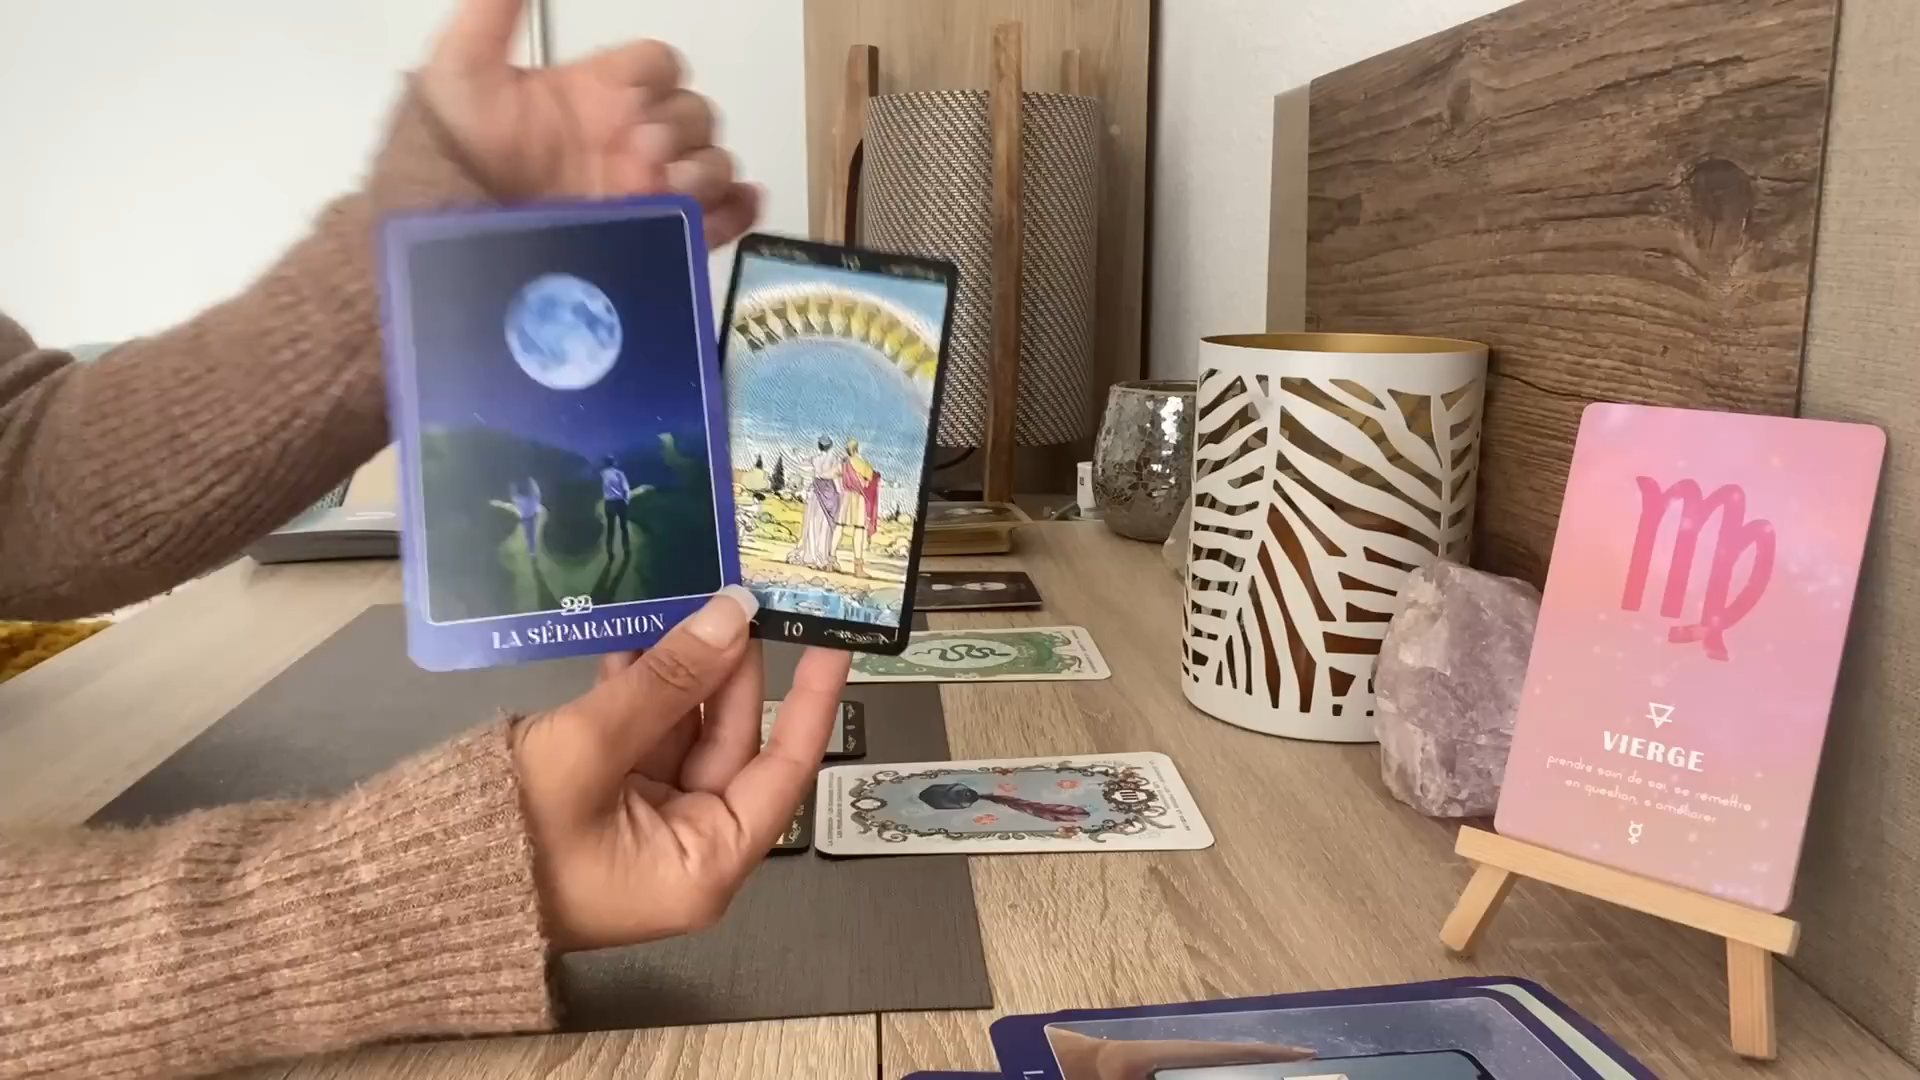 22
LA SÉPARATION
10
VIERGE
prendre soin de soi, se remettre
en question, s'améliorer